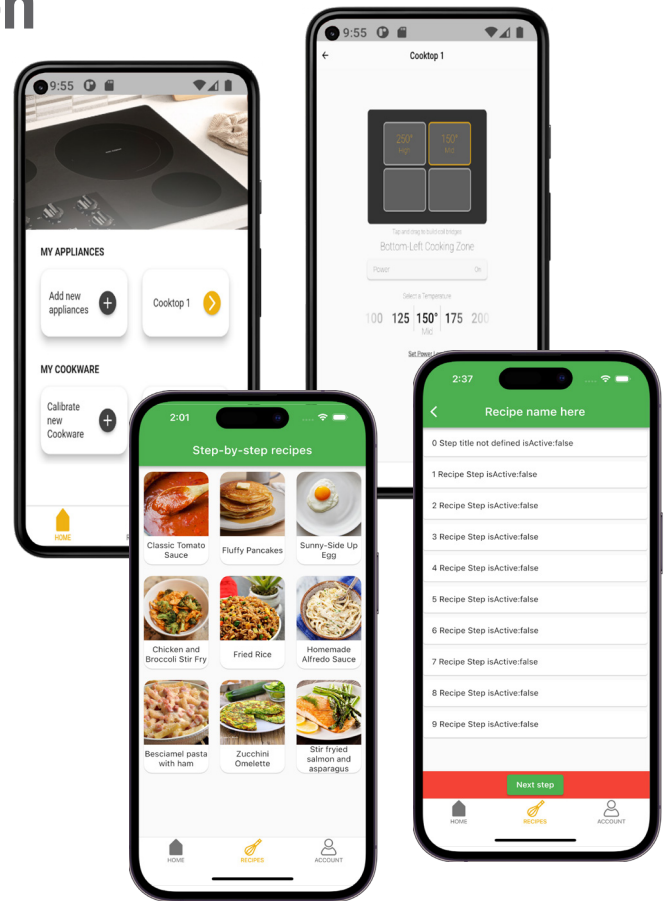 n
9:55
MY APPLIANCES
Add new
appliances
Cooktop 1
MY COOKWARE
Calibrate
new
Cookware
HOME
R
9:55
Cooktop 1
250°
High
150°
Mid
Tap and drag to build coil bridges
Bottom-Left Cooking Zone
Power
On
Select a Temperature
100 125 150° 175 200
Mid
Set Power L
2:01
Step-by-step recipes
Classic Tomato
Sauce
Fluffy Pancakes
Sunny-Side Up
Egg
Chicken and
Broccoli Stir Fry
Fried Rice
Homemade
Alfredo Sauce
Besciamel pasta
with ham
Zucchini
Omelette
Stir fryied
salmon and
asparagus
HOME
RECIPES
ACCOUNT
2:37
Recipe name here
0 Step title not defined isActive:false
1 Recipe Step isActive:false
2 Recipe Step isActive:false
3 Recipe Step isActive:false
4 Recipe Step isActive:false
5 Recipe Step isActive:false
6 Recipe Step isActive:false
7 Recipe Step isActive:false
8 Recipe Step isActive:false
9 Recipe Step isActive:false
Next step
HOME
RECIPES
ACCOUNT